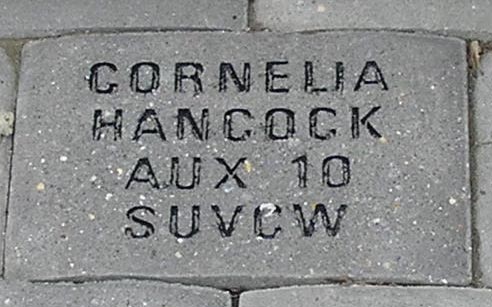 CORNELIA
HANCOCK
AUX 10
SUVCW